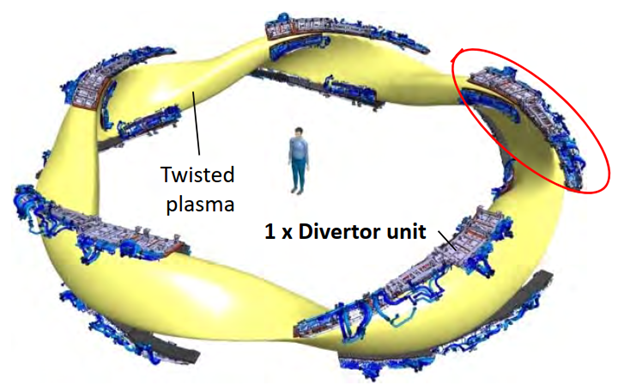 Twisted
plasma
1 x Divertor unit